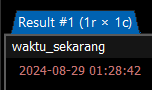 Result #1 (1r × 1c)
waktu_sekarang
2024-08-29 01:28:42